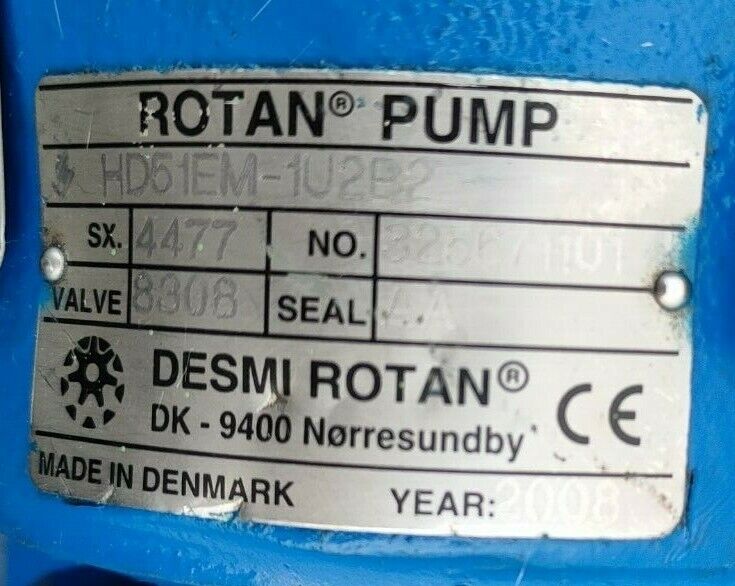 ROTAN® PUMP
HD51EM-1U2B2
SX. 4477 NO.
VALVE 8308 SEAL
DESMI ROTAN®
DK - 9400 Nørresundby
CE
MADE IN DENMARK YEAR: 2008